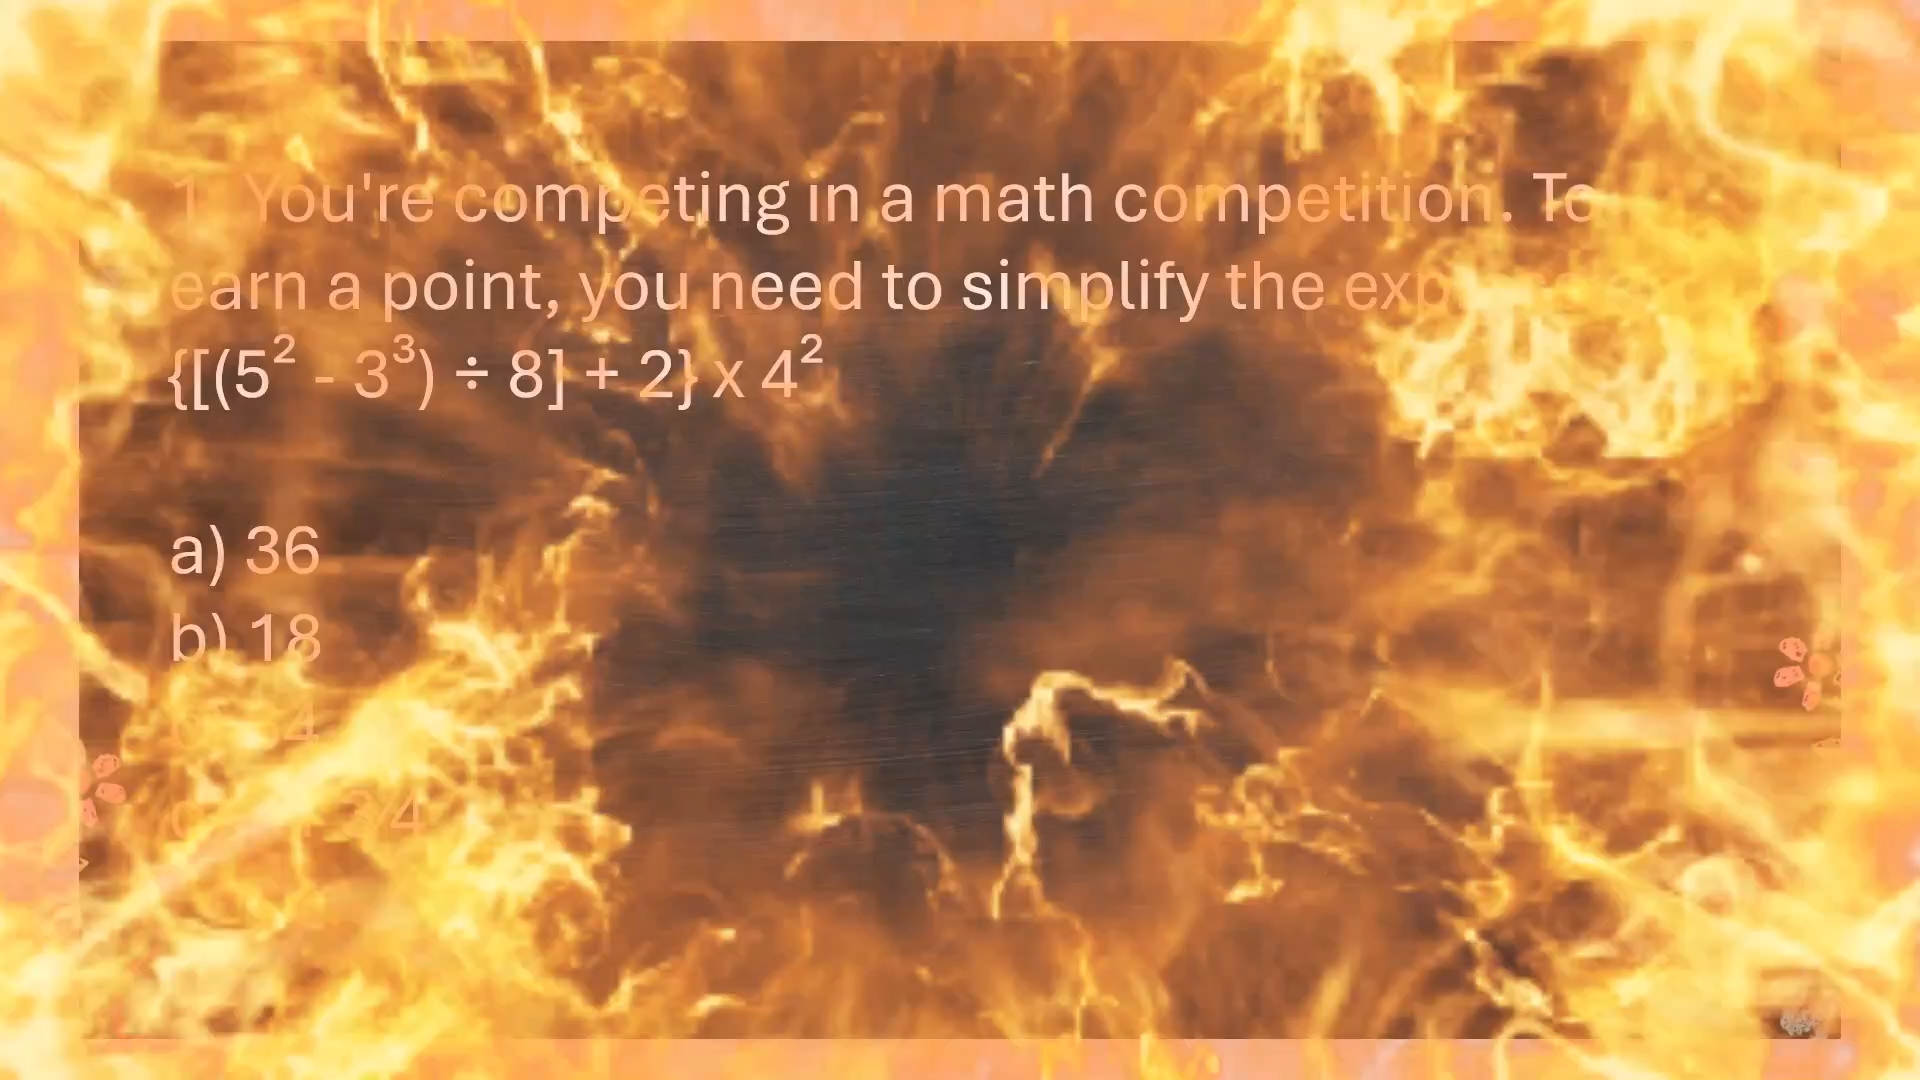 1. You're competing in a math competition. To
earn a point, you need to simplify the
{[(5² - 3³) ÷ 8] + 2} x 4²
a) 36
b) 18